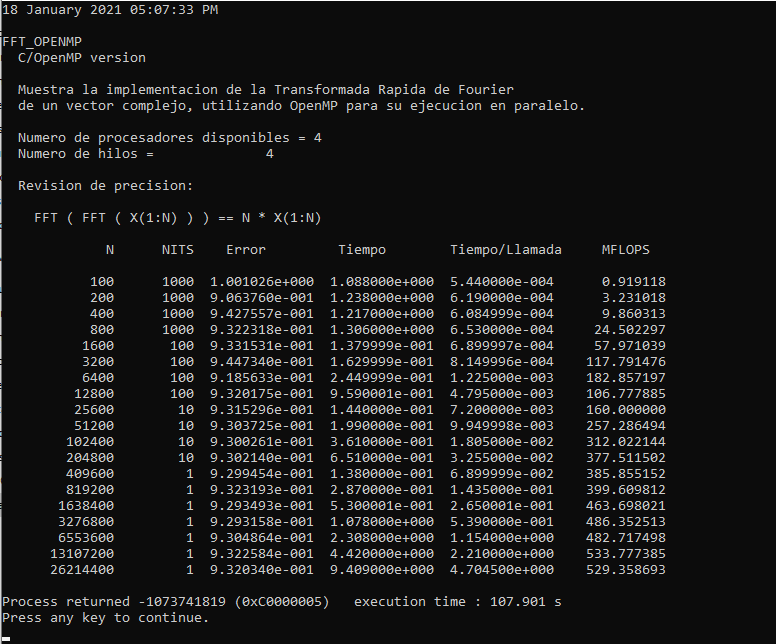 18 January 2021 05:07:33 PM
FFT_OPENMP
C/OpenMP version
Muestra la implementacion de la Transformada Rapida de Fourier
de un vector complejo, utilizando OpenMP para su ejecucion en paralelo.
Numero de procesadores disponibles = 4
Numero de hilos = 4
Revision de precision:
FFT ( FFT ( X(1:N) ) ) == N * X(1:N)
N NITS Error Tiempo Tiempo/Llamada MFLOPS
100 1000 1.001026e+000 1.088000e+000 5.440000e-004 0.919118
200 1000 9.063760e-001 1.238000e+000 6.190000e-004 3.231018
400 1000 9.427557e-001 1.217000e+000 6.084999e-004 9.860313
800 1000 9.322318e-001 1.306000e+000 6.530000e-004 24.502297
1600 100 9.331531e-001 1.379999e-001 6.899997e-004 57.971039
3200 100 9.447340e-001 1.629999e-001 8.149996e-004 117.791476
6400 100 9.185633e-001 2.449999e-001 1.225000e-003 182.857197
12800 100 9.320175e-001 9.590001e-001 4.795000e-003 106.777885
25600 10 9.315296e-001 1.440000e-001 7.200000e-003 160.000000
51200 10 9.303725e-001 1.990000e-001 9.949998e-003 257.286494
102400 10 9.300261e-001 3.610000e-001 1.805000e-002 312.022144
204800 10 9.302140e-001 6.510000e-001 3.255000e-002 377.511502
409600 1 9.299454e-001 1.380000e-001 6.899999e-002 385.855152
819200 1 9.323193e-001 2.870000e-001 1.435000e-001 399.609812
1638400 1 9.293493e-001 5.300001e-001 2.650001e-001 463.698021
3276800 1 9.293158e-001 1.078000e+000 5.390000e-001 486.352513
6553600 1 9.304864e-001 2.308000e+000 1.154000e+000 482.717498
13107200 1 9.322584e-001 4.420000e+000 2.210000e+000 533.777385
26214400 1 9.320340e-001 9.409000e+000 4.704500e+000 529.358693
Process returned -1073741819 (0xC0000005) execution time : 107.901 s
Press any key to continue.